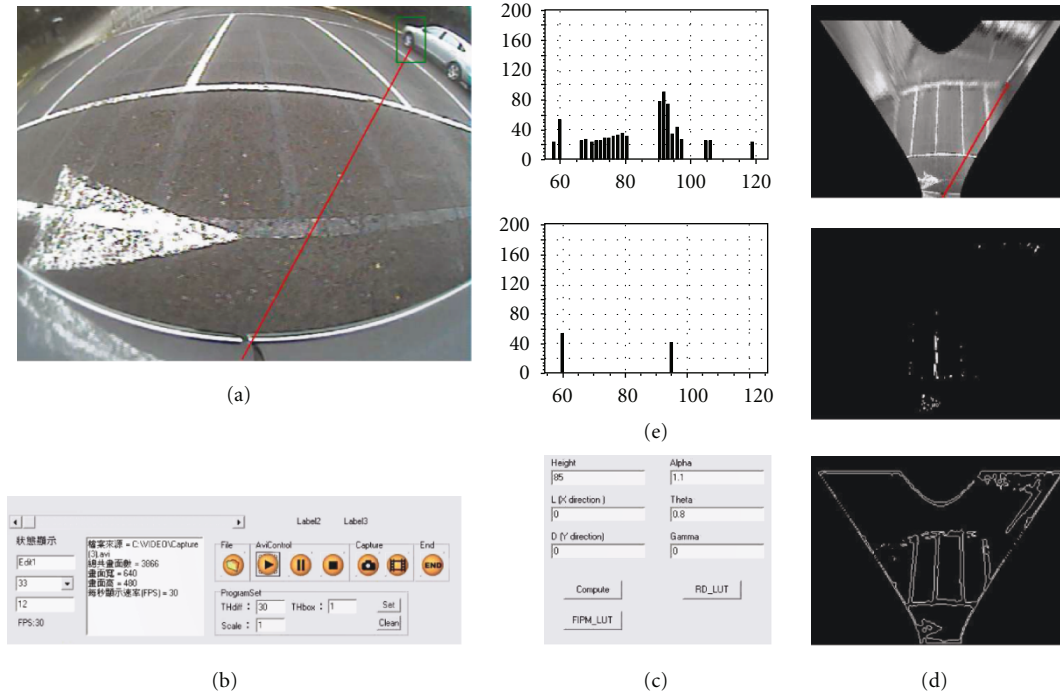 (a)
200
160
120
80
40
0
60 80 100 120
200
160
120
80
40
0
60 80 100 120
(e)
狀態顯示
Edit1
33
12
FPS:30
檔案來源 = C:\VIDEO\Capture
(3).avi
總共畫面數 = 3866
畫面寬 = 640
畫面高 = 480
每秒顯示速率(FPS) = 30
Label2 Label3
File AviControl Capture End
END
ProgramSet
THdiff : 30 THbox : 1 Set
Scale : 1 Clean
(b)
Height Alpha
85 1.1
L (X direction ) Theta
0 0.8
D (Y direction) Gamma
0 0
Compute RD_LUT
FIPM_LUT
(c)
(d)